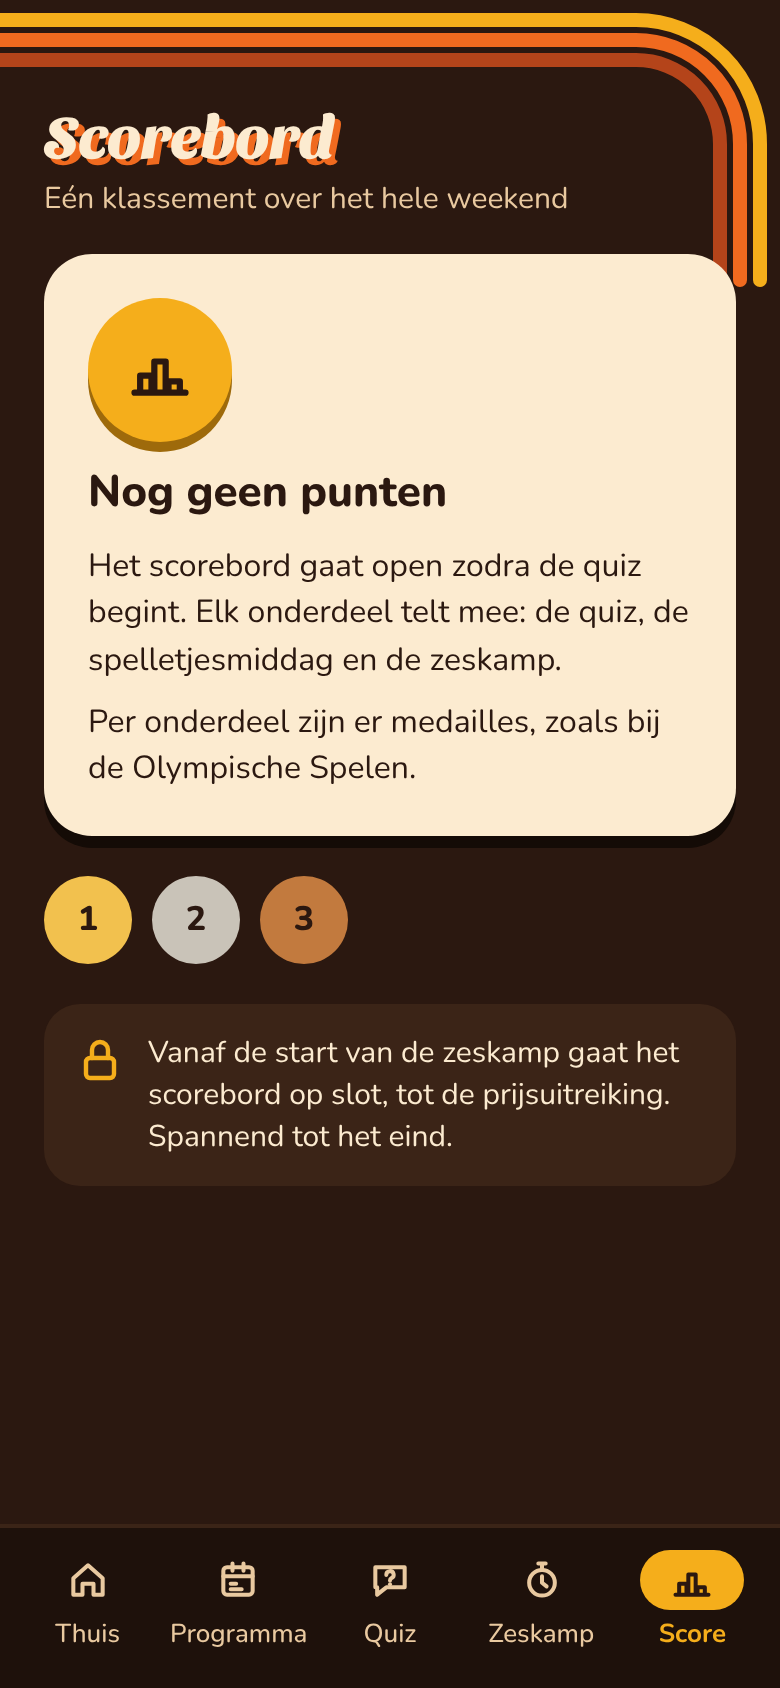 Scorebord
Eén klassement over het hele weekend
Nog geen punten
Het scorebord gaat open zodra de quiz
begint. Elk onderdeel telt mee: de quiz, de
spelletjesmiddag en de zeskamp.
Per onderdeel zijn er medailles, zoals bij
de Olympische Spelen.
1 2 3
Vanaf de start van de zeskamp gaat het
scorebord op slot, tot de prijsuitreiking.
Spannend tot het eind.
Thuis Programma Quiz Zeskamp Score